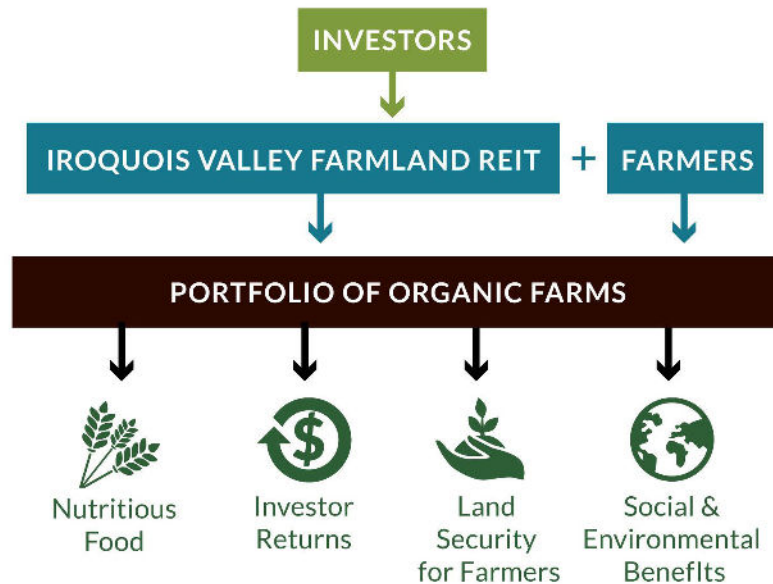 INVESTORS
IROQUOIS VALLEY FARMLAND REIT + FARMERS
PORTFOLIO OF ORGANIC FARMS
$
Nutritious
Food
Investor
Returns
Land
Security
for Farmers
Social &
Environmental
Benefits